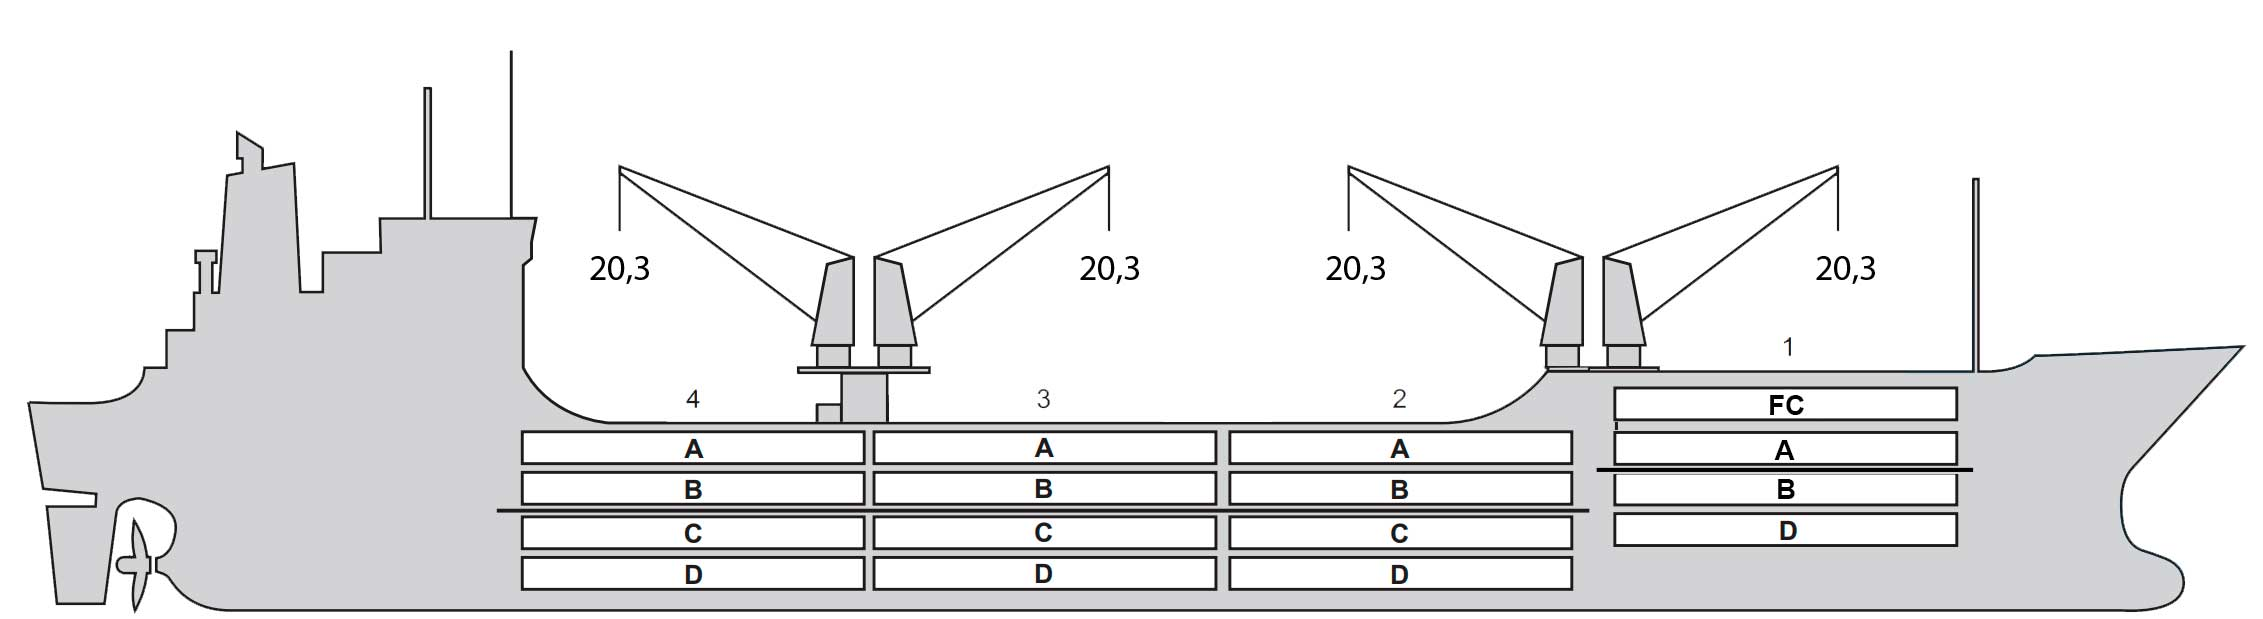 20,3 20,3 20,3 20,3
1
4 3 2
FC
A A A A
B B B B
C C C D
D D D